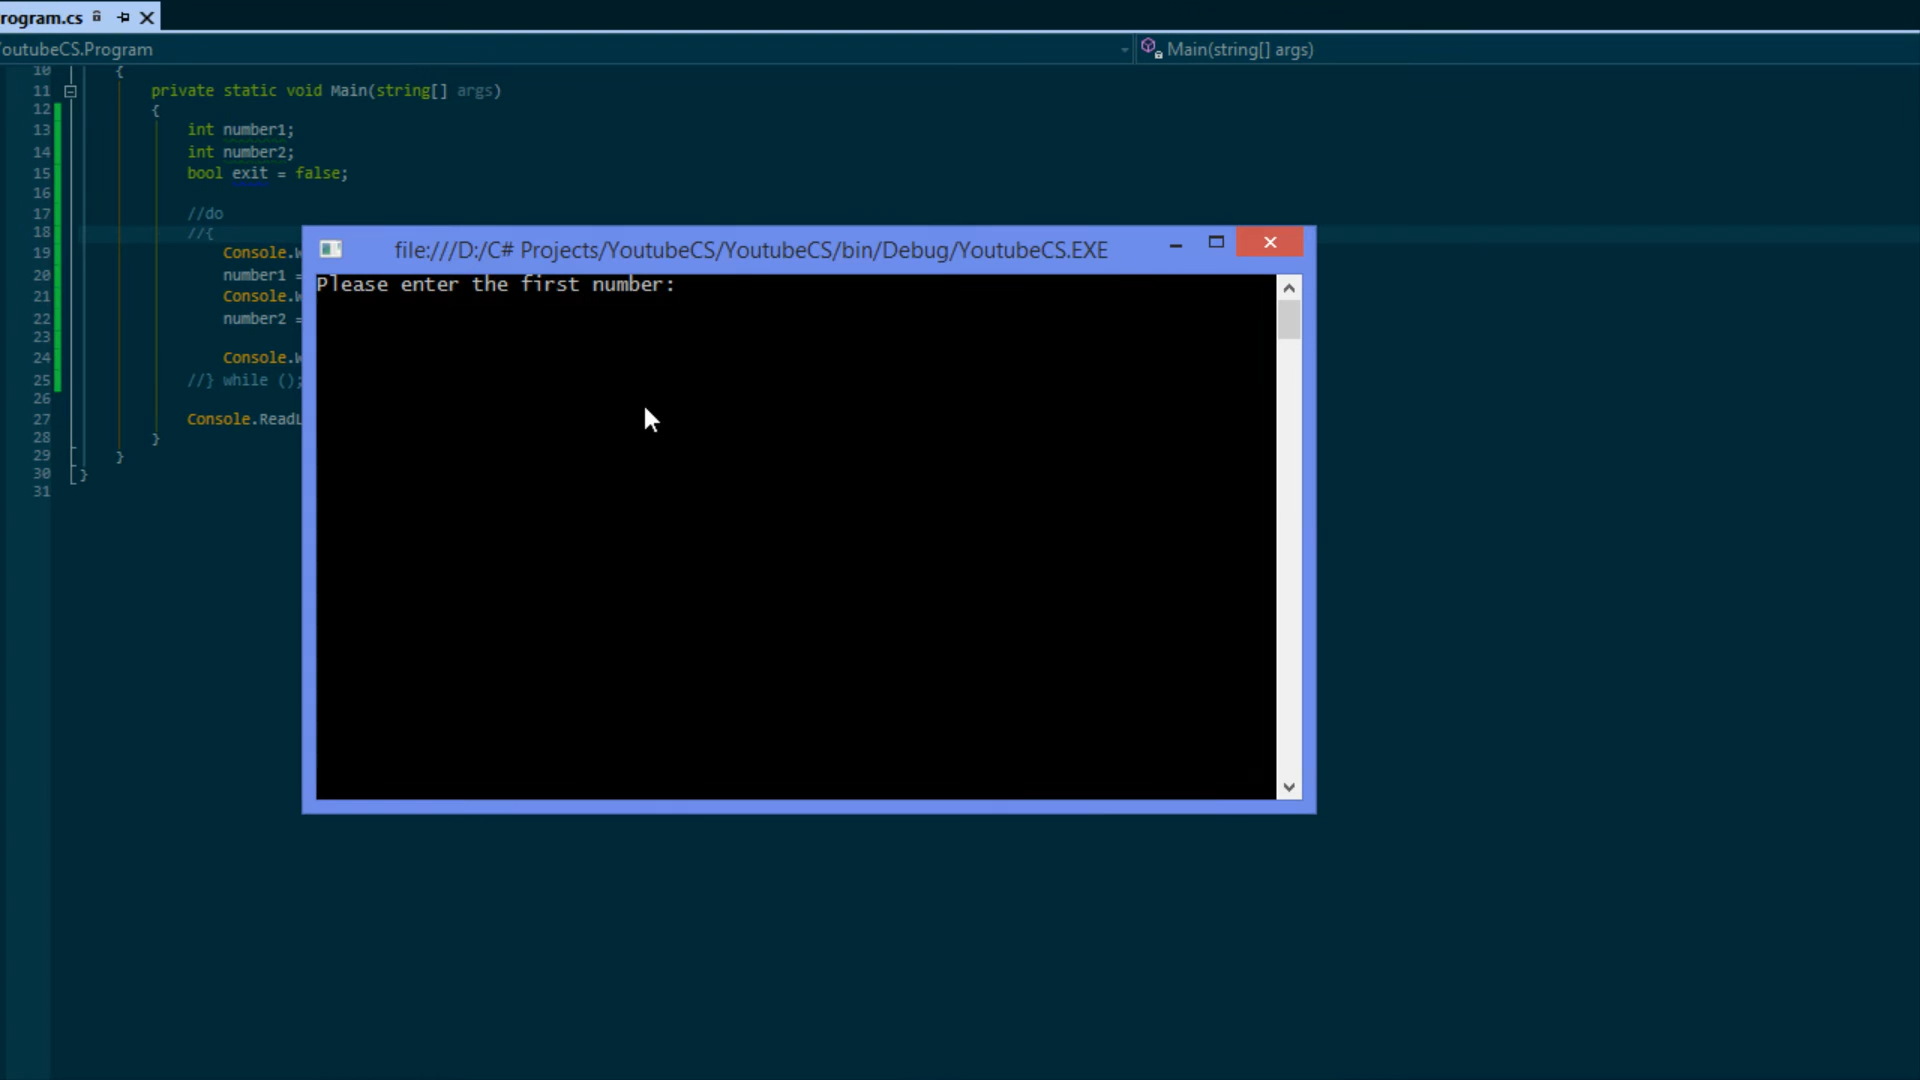 rogram.cs
outubeCS.Program
Main(string[] args)
10 {
11 private static void Main(string[] args)
12 {
13 int number1;
14 int number2;
15 bool exit = false;
16
17 //do
18 //{
19 Console.W
20 number1 =
21 Console.W
22 number2 =
23
24 Console.W
25 //} while ();
26
27 Console.ReadL
28 }
29 }
30 }
31
file:///D:/C# Projects/YoutubeCS/YoutubeCS/bin/Debug/YoutubeCS.EXE
Please enter the first number: